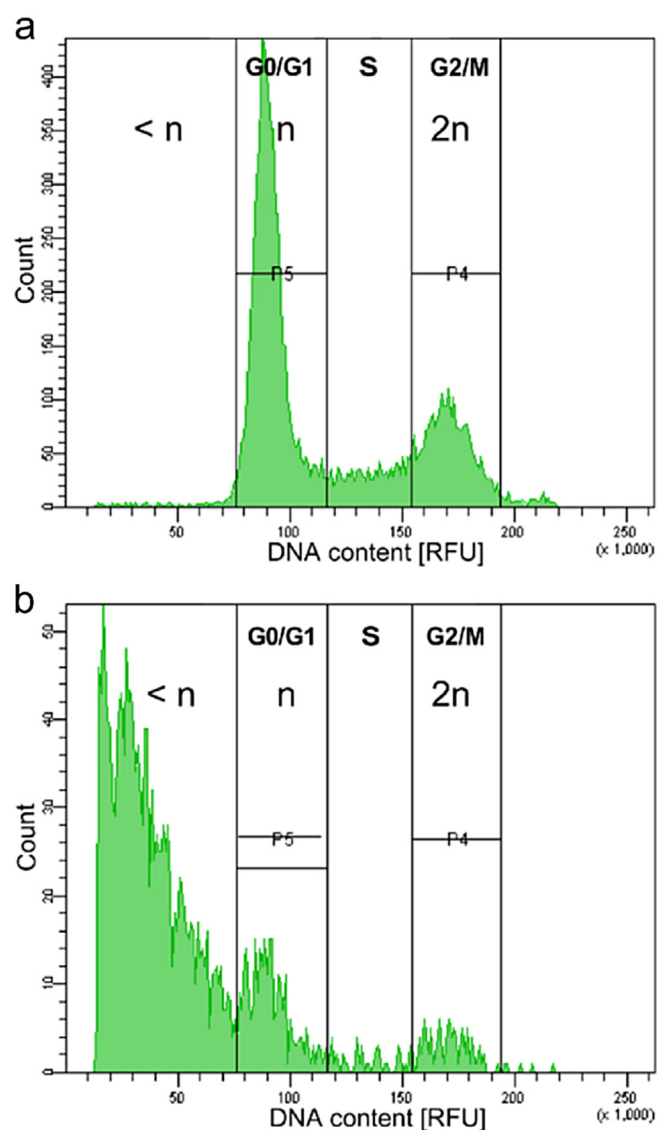 a
G0/G1 S G2/M
< n n 2n
P5 P4
Count
0 50 100 150 200 250 300 350 400
50 100 150 200 250
DNA content [RFU] (x 1,000)
b
G0/G1 S G2/M
< n n 2n
P5 P4
Count
0 10 20 30 40 50
50 100 150 200 250
DNA content [RFU] (x 1,000)